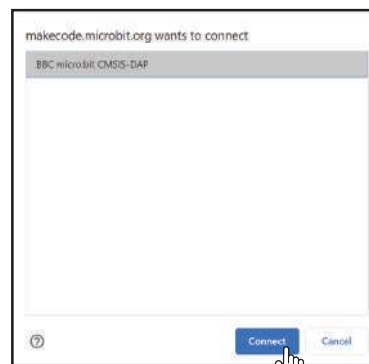 makecode.microbit.org wants to connect
BBC micro:bit CMSIS-DAP
Connect
Cancel